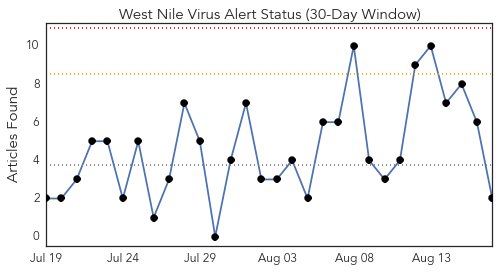 West Nile Virus Alert Status (30-Day Window)
Articles Found
10
8
6
4
2
0
Jul 19 Jul 24 Jul 29 Aug 03 Aug 08 Aug 13